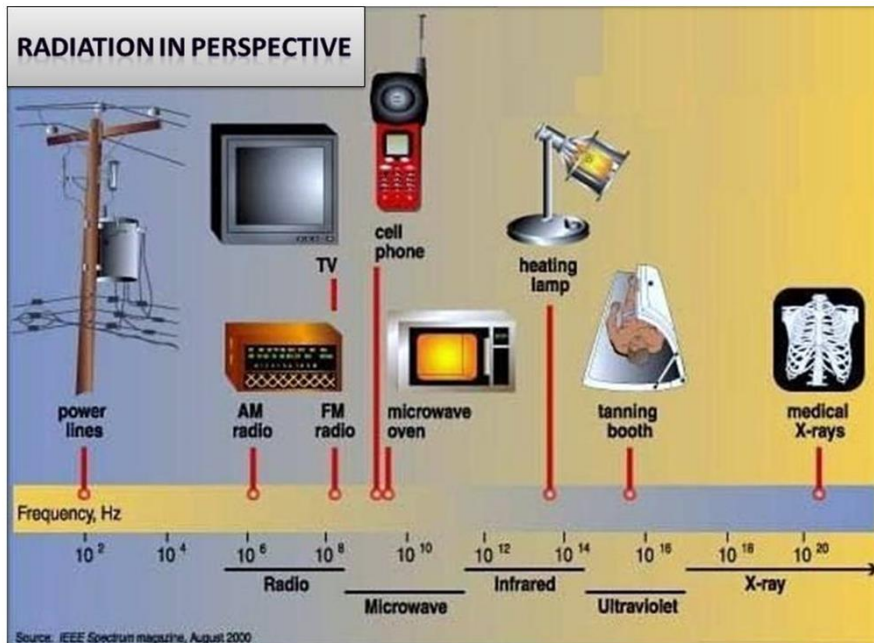 RADIATION IN PERSPECTIVE
cell
phone
TV
heating
lamp
power
lines
AM
radio
FM
radio
microwave
oven
tanning
booth
medical
X-rays
Frequency, Hz
10 2 10 4 10 6 10 8 10 10 10 12 10 14 10 16 10 18 10 20
Radio Infrared X-ray
Microwave Ultraviolet
Source: IEEE Spectrum magazine, August 2000